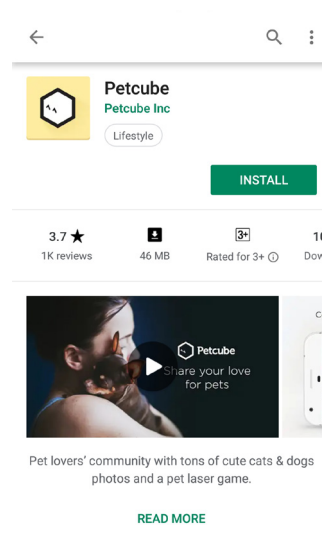 Petcube
Petcube Inc
Lifestyle
INSTALL
3.7 ★
1K reviews
46 MB
3+
Rated for 3+
Petcube
Share your love
for pets
Pet lovers' community with tons of cute cats & dogs
photos and a pet laser game.
READ MORE